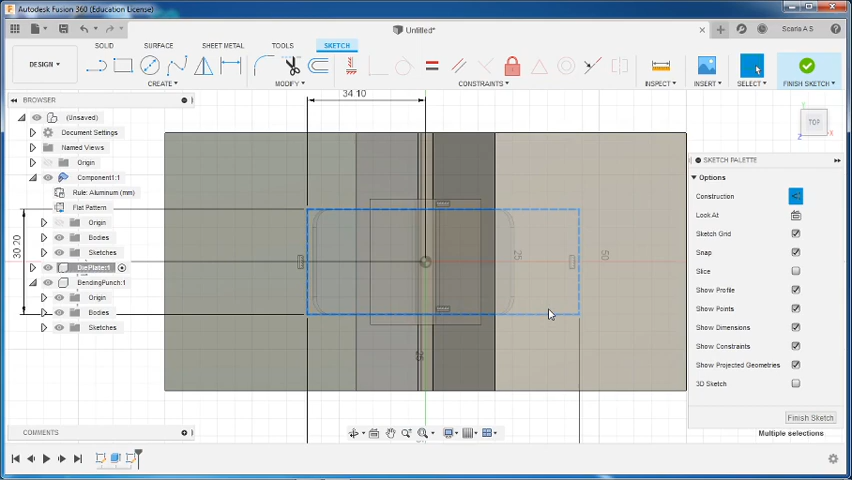 Autodesk Fusion 360 (Education License)
Untitled*
Scaria A S
SOLID SURFACE SHEET METAL TOOLS SKETCH
DESIGN
CREATE MODIFY CONSTRAINTS INSPECT INSERT SELECT FINISH SKETCH
BROWSER
(Unsaved)
Document Settings
Named Views
Origin
Component1:1
Rule: Aluminum (mm)
Flat Pattern
Origin
Bodies
Sketches
DiePlate:1
BendingPunch:1
Origin
Bodies
Sketches
34.10
30.20
25
50
TOP
Y
Z
X
SKETCH PALETTE
Options
Construction
Look At
Sketch Grid
Snap
Slice
Show Profile
Show Points
Show Dimensions
Show Constraints
Show Projected Geometries
3D Sketch
Finish Sketch
Multiple selections
COMMENTS